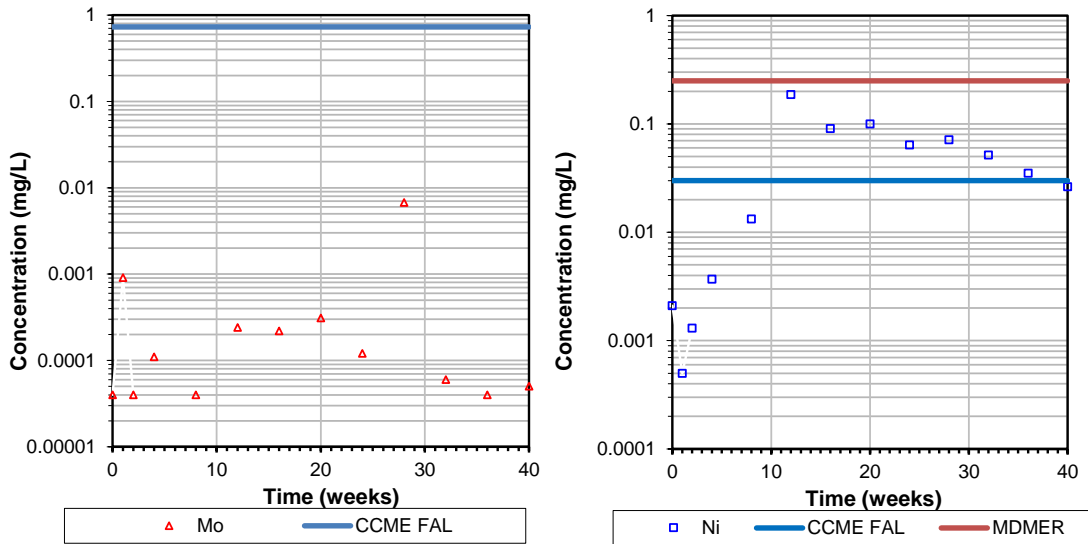 Concentration (mg/L)
1
0.1
0.01
0.001
0.0001
0.00001
0 10 20 30 40
Time (weeks)
Mo CCME FAL
Concentration (mg/L)
1
0.1
0.01
0.001
0.0001
0 10 20 30 40
Time (weeks)
Ni CCME FAL MDMER